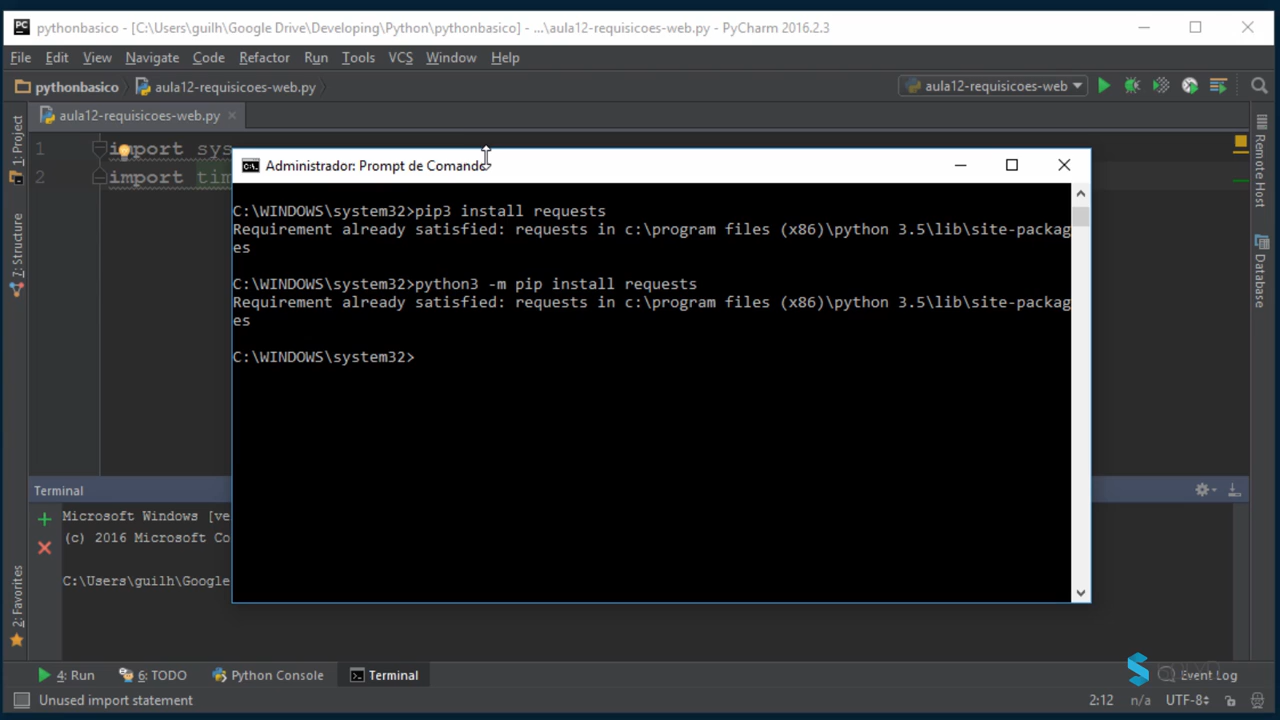 pythonbasico - [C:\Users\guilh\Google Drive\Developing\Python\pythonbasico] - ...\aula12-requisicoes-web.py - PyCharm 2016.2.3
File Edit View Navigate Code Refactor Run Tools VCS Window Help
pythonbasico aula12-requisicoes-web.py aula12-requisicoes-web
aula12-requisicoes-web.py
1: Project
7: Structure
2: Favorites
Remote Host
Database
1 import sys
2 import tim
Administrador: Prompt de Comando
C:\WINDOWS\system32>pip3 install requests
Requirement already satisfied: requests in c:\program files (x86)\python 3.5\lib\site-packag
es
C:\WINDOWS\system32>python3 -m pip install requests
Requirement already satisfied: requests in c:\program files (x86)\python 3.5\lib\site-packag
es
C:\WINDOWS\system32>
Terminal
Microsoft Windows [ve
(c) 2016 Microsoft Co
C:\Users\guilh\Google
4: Run 6: TODO Python Console Terminal Event Log
Unused import statement 2:12 n/a UTF-8